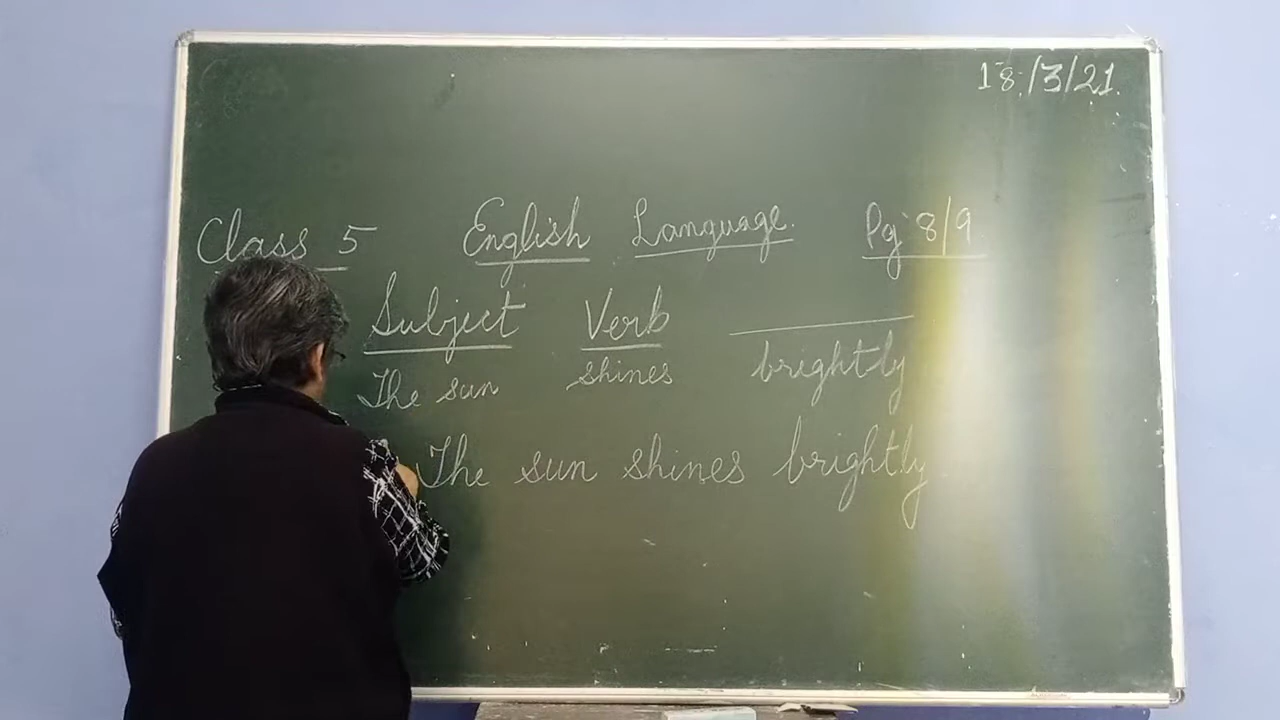 18/3/21.
Class 5 English Language. Pg 8/9
Subject Verb
The sun shines brightly
The sun shines brightly